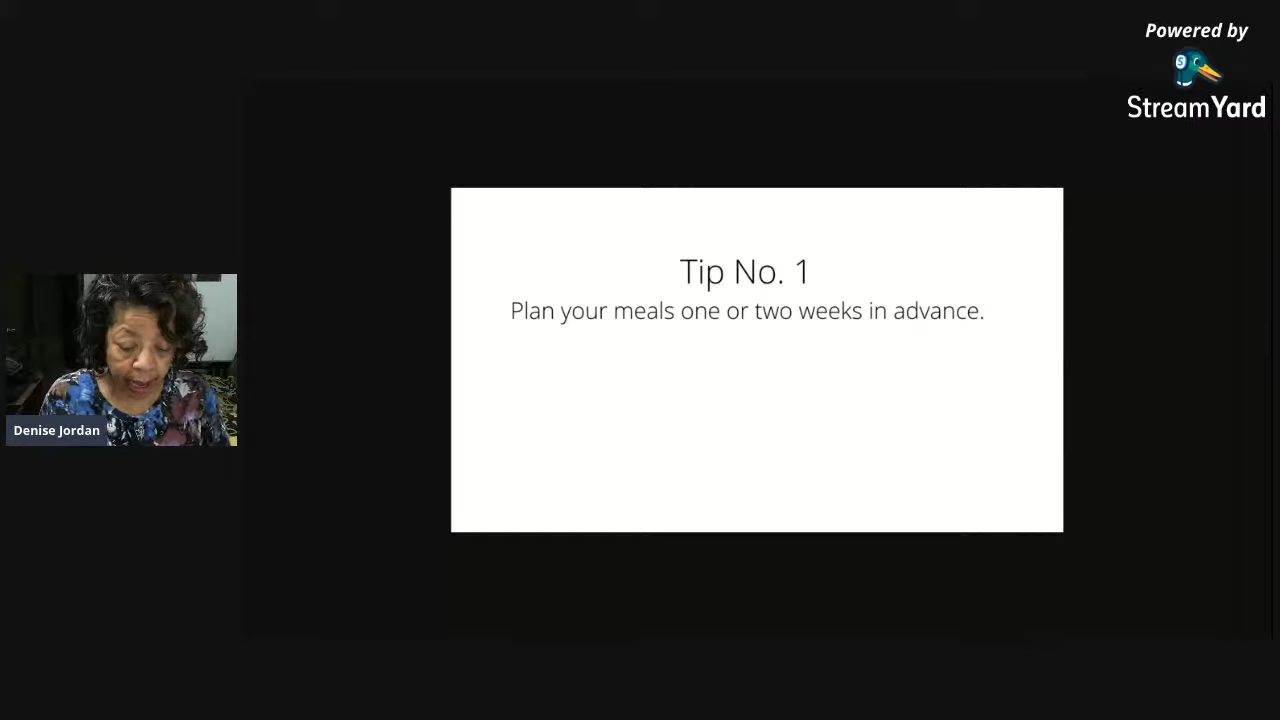 Powered by
StreamYard
Tip No. 1
Plan your meals one or two weeks in advance.
Denise Jordan